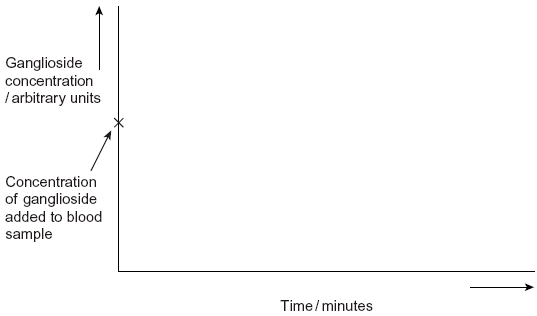 Ganglioside
concentration
/ arbitrary units
Concentration
of ganglioside
added to blood
sample
Time / minutes